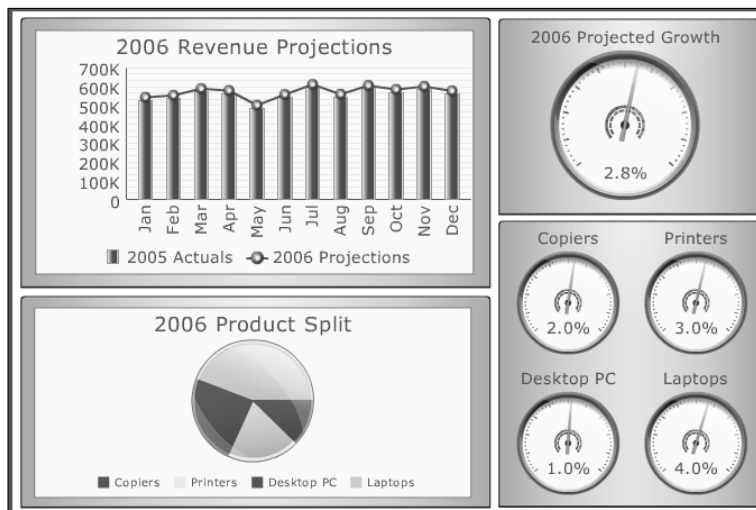 2006 Revenue Projections
700K
600K
500K
400K
300K
200K
100K
0
Jan Feb Mar Apr May Jun Jul Aug Sep Oct Nov Dec
2005 Actuals 2006 Projections
2006 Product Split
Copiers Printers Desktop PC Laptops
2006 Projected Growth
2.8%
Copiers Printers
2.0% 3.0%
Desktop PC Laptops
1.0% 4.0%